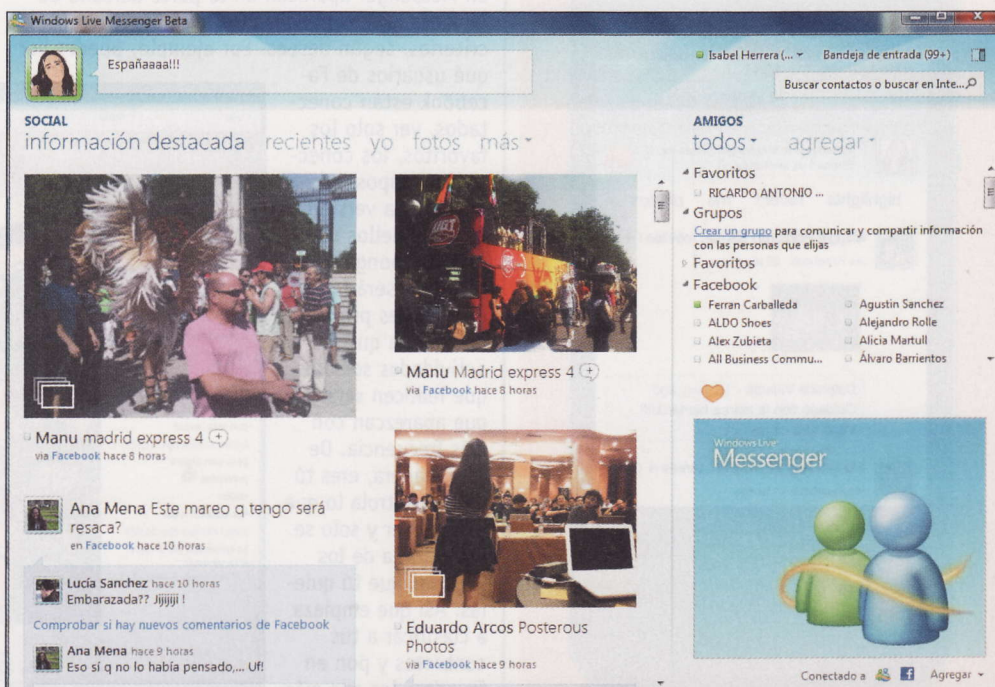 Windows Live Messenger Beta
Españaaaa!!!
Isabel Herrera (...
Bandeja de entrada (99+)
Buscar contactos o buscar en Inte...
SOCIAL
información destacada recientes yo fotos más
Manu madrid express 4
vía Facebook hace 8 horas
Ana Mena Este mareo q tengo será
resaca?
en Facebook hace 10 horas
Lucía Sanchez hace 10 horas
Embarazada?? Jijijiji !
Comprobar si hay nuevos comentarios de Facebook
Ana Mena hace 9 horas
Eso sí q no lo había pensado,... Uf!
UGT
Manu Madrid express 4
vía Facebook hace 8 horas
Eduardo Arcos Posterous
Photos
vía Facebook hace 9 horas
AMIGOS
todos agregar
Favoritos
RICARDO ANTONIO ...
Grupos
Crear un grupo para comunicar y compartir información
con las personas que elijas
Favoritos
Facebook
Ferran Carballeda
Agustin Sanchez
ALDO Shoes
Alejandro Rolle
Alex Zubieta
Alicia Martull
All Business Commu...
Álvaro Barrientos
Windows Live
Messenger
Conectado a
Agregar